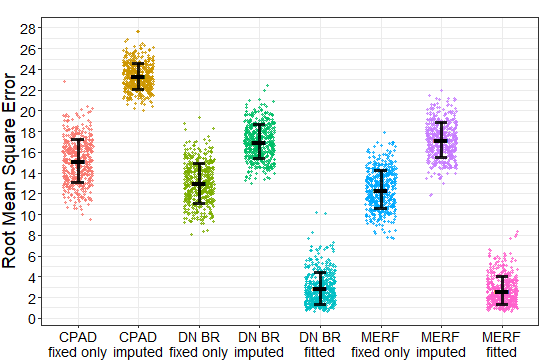 Root Mean Square Error
28
26
24
22
20
18
16
14
12
10
8
6
4
2
0
CPAD fixed only
CPAD imputed
DN BR fixed only
DN BR imputed
DN BR fitted
MERF fixed only
MERF imputed
MERF fitted